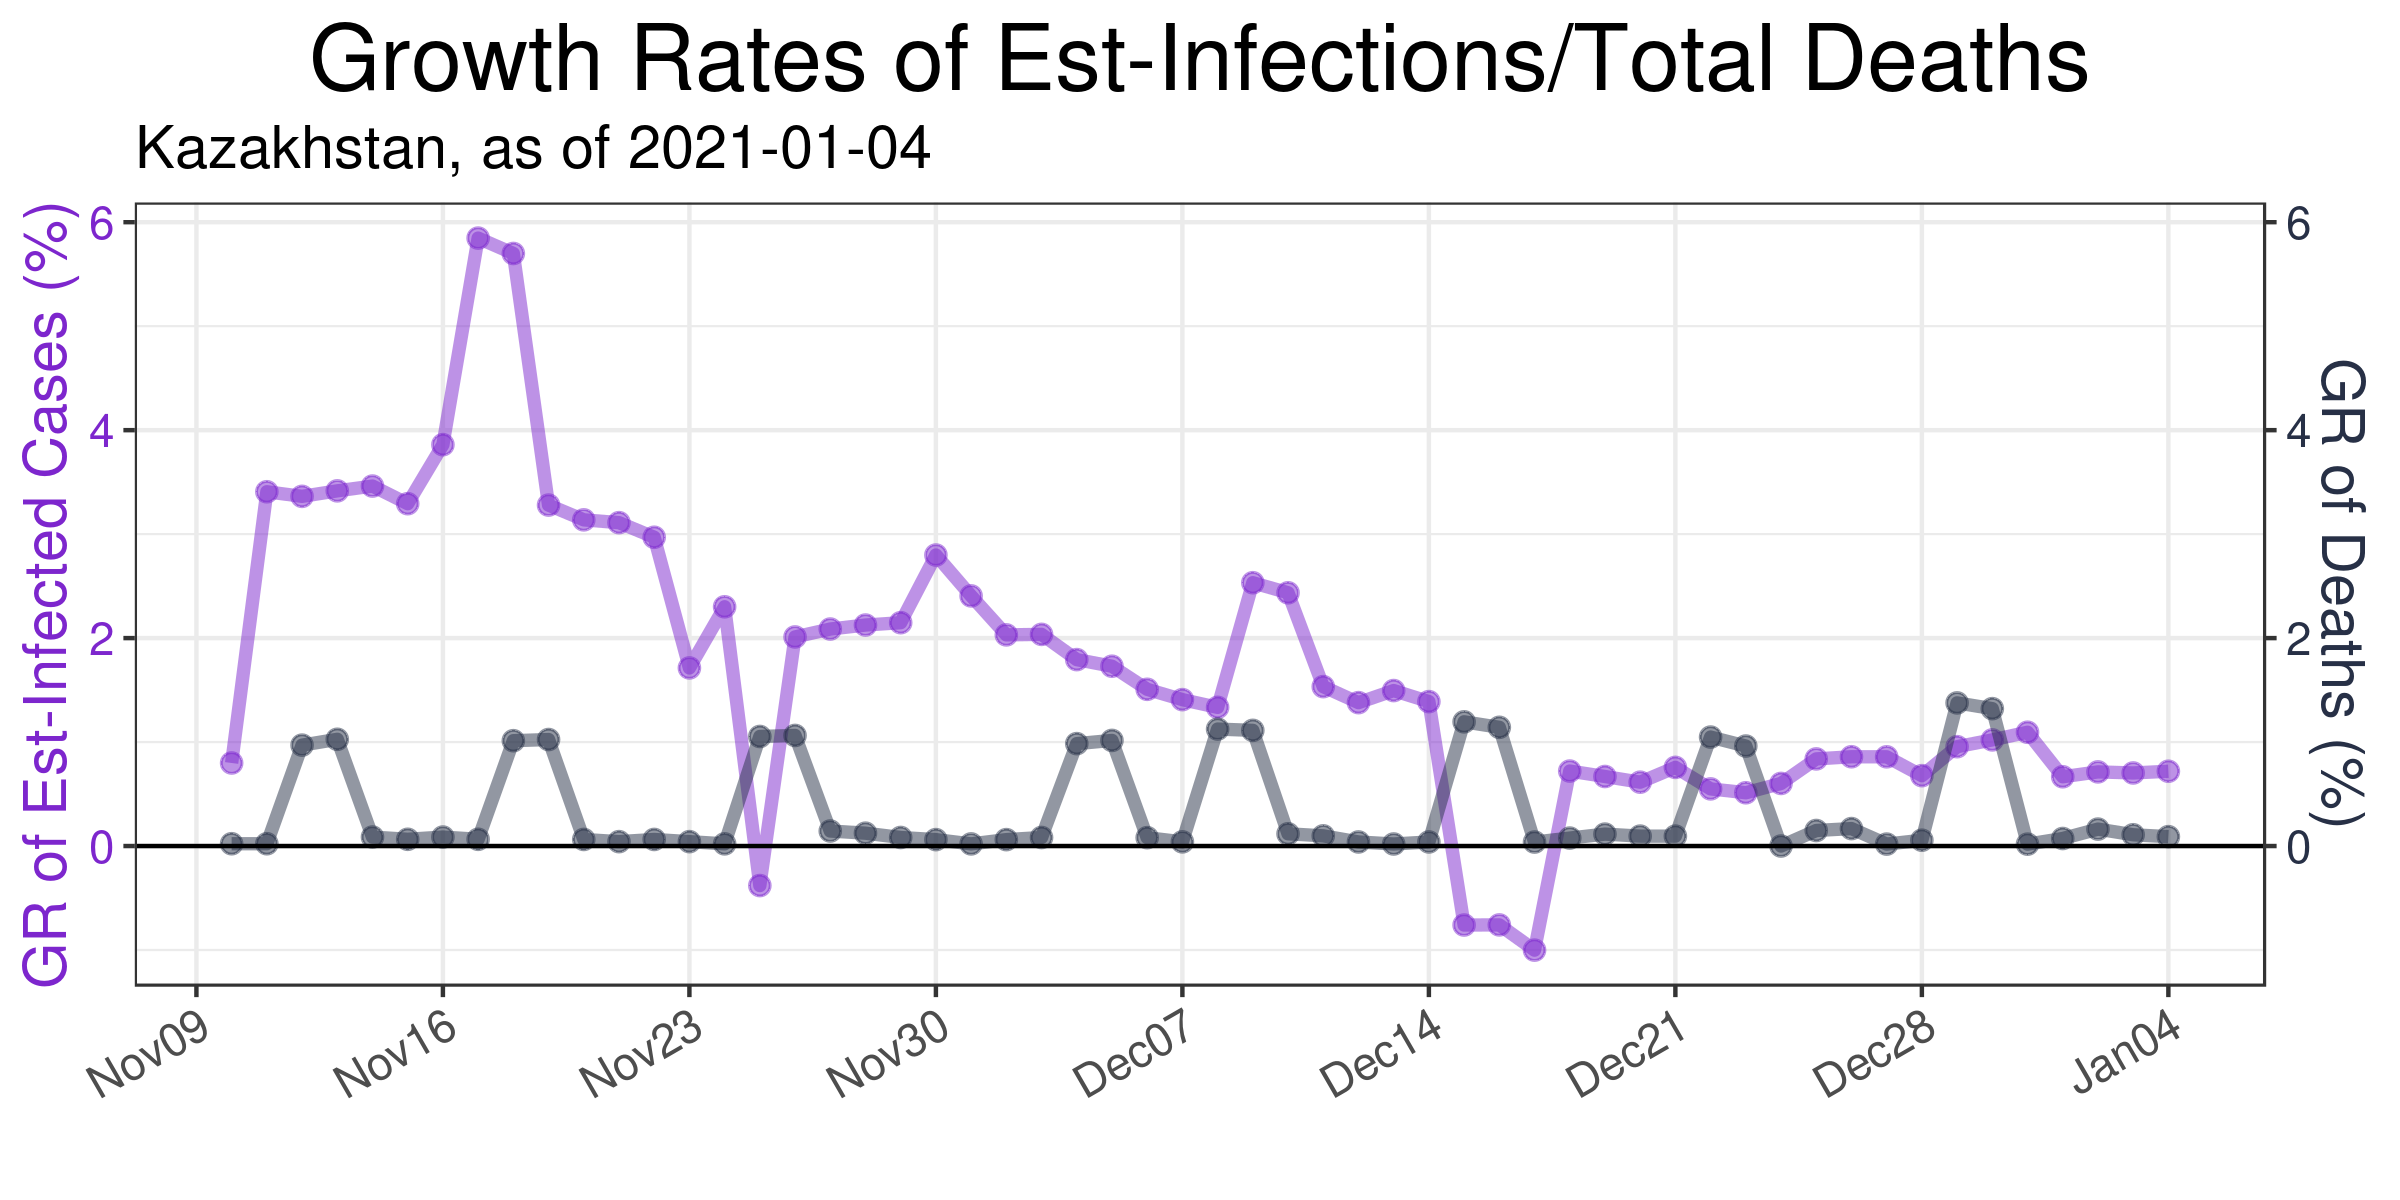 Growth Rates of Est-Infections/Total Deaths
Kazakhstan, as of 2021-01-04
GR of Est-Infected Cases (%)
6
4
2
0
6
4
2
0
GR of Deaths (%)
Nov09
Nov16
Nov23
Nov30
Dec07
Dec14
Dec21
Dec28
Jan04